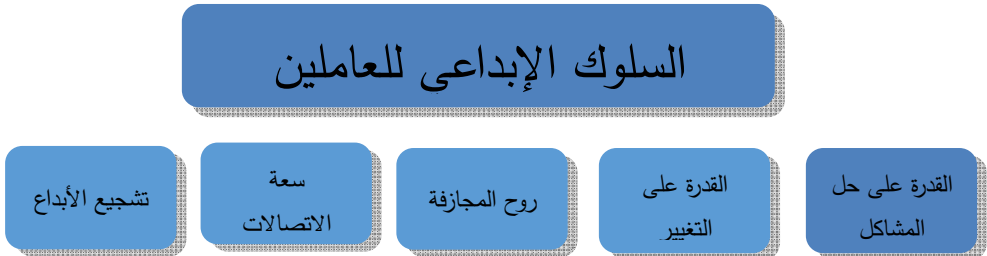 السلوك الإبداعى للعاملين
القدرة على حل
المشاكل
القدرة على
التغيير
روح المجازفة
سعة
الاتصالات
تشجيع الأبداع